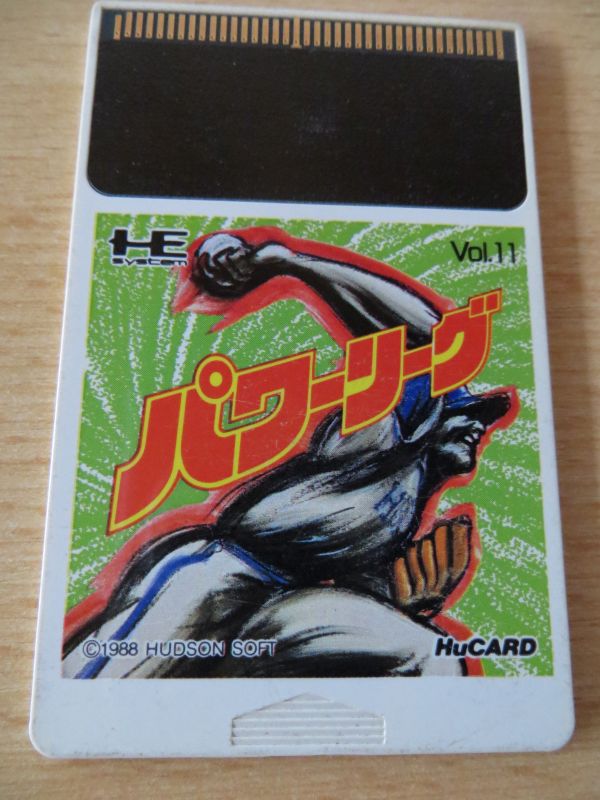 HE
system
Vol.11
パワーリーグ
©1988 HUDSON SOFT
HuCARD